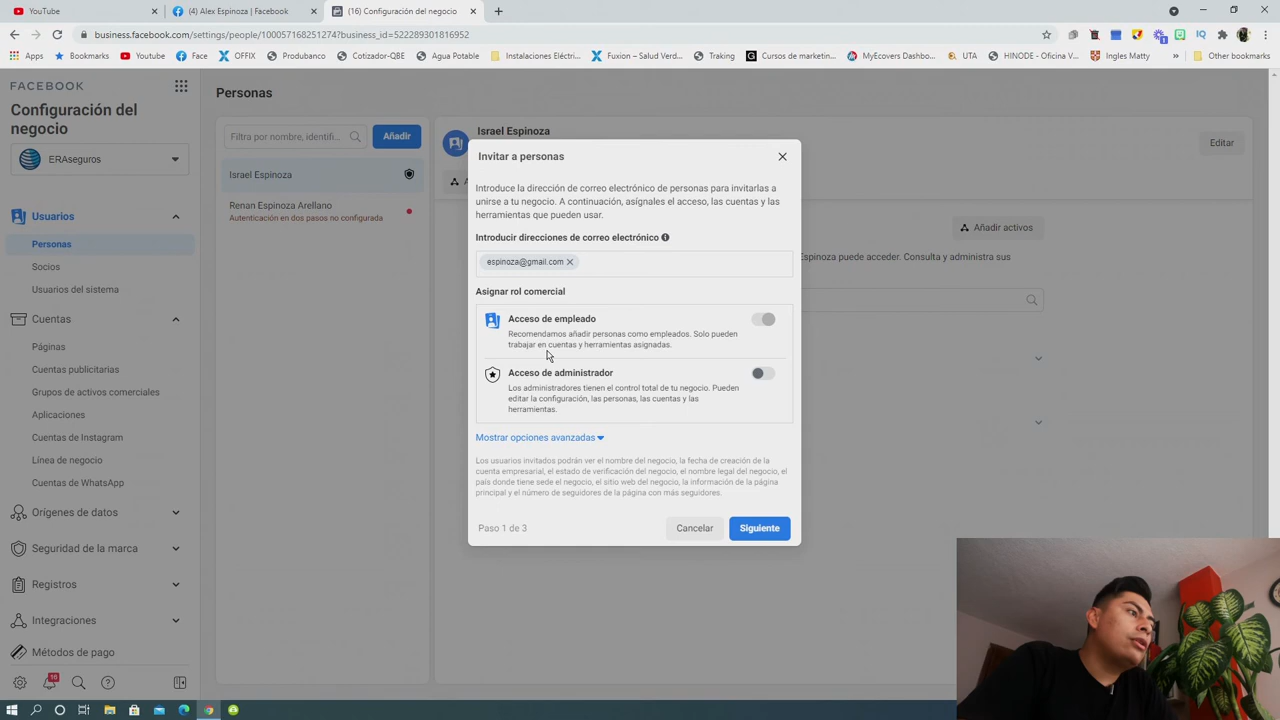 YouTube
(4) Alex Espinoza | Facebook
(16) Configuración del negocio
business.facebook.com/settings/people/100057168251274?business_id=522289301816952
Apps
Bookmarks
Youtube
Face
OFFIX
Produbanco
Cotizador-QBE
Agua Potable
Instalaciones Eléctri...
Fuxion – Salud Verd...
Traking
Cursos de marketin...
MyEcovers Dashbo...
UTA
HINODE - Oficina V...
Ingles Matty
Other bookmarks
FACEBOOK
Configuración del
negocio
ERAseguros
Usuarios
Personas
Socios
Usuarios del sistema
Cuentas
Páginas
Cuentas publicitarias
Grupos de activos comerciales
Aplicaciones
Cuentas de Instagram
Línea de negocio
Cuentas de WhatsApp
Orígenes de datos
Seguridad de la marca
Registros
Integraciones
Métodos de pago
16
Personas
Filtra por nombre, identifi...
Añadir
Israel Espinoza
Renan Espinoza Arellano
Autenticación en dos pasos no configurada
Israel Espinoza
Editar
A
Añadir activos
Espinoza puede acceder. Consulta y administra sus
Invitar a personas
Introduce la dirección de correo electrónico de personas para invitarlas a
unirse a tu negocio. A continuación, asígnales el acceso, las cuentas y las
herramientas que pueden usar.
Introducir direcciones de correo electrónico
espinoza@gmail.com
Asignar rol comercial
Acceso de empleado
Recomendamos añadir personas como empleados. Solo pueden
trabajar en cuentas y herramientas asignadas.
Acceso de administrador
Los administradores tienen el control total de tu negocio. Pueden
editar la configuración, las personas, las cuentas y las
herramientas.
Mostrar opciones avanzadas
Los usuarios invitados podrán ver el nombre del negocio, la fecha de creación de la
cuenta empresarial, el estado de verificación del negocio, el nombre legal del negocio, el
país donde tiene sede el negocio, el sitio web del negocio, la información de la página
principal y el número de seguidores de la página con más seguidores.
Paso 1 de 3
Cancelar
Siguiente